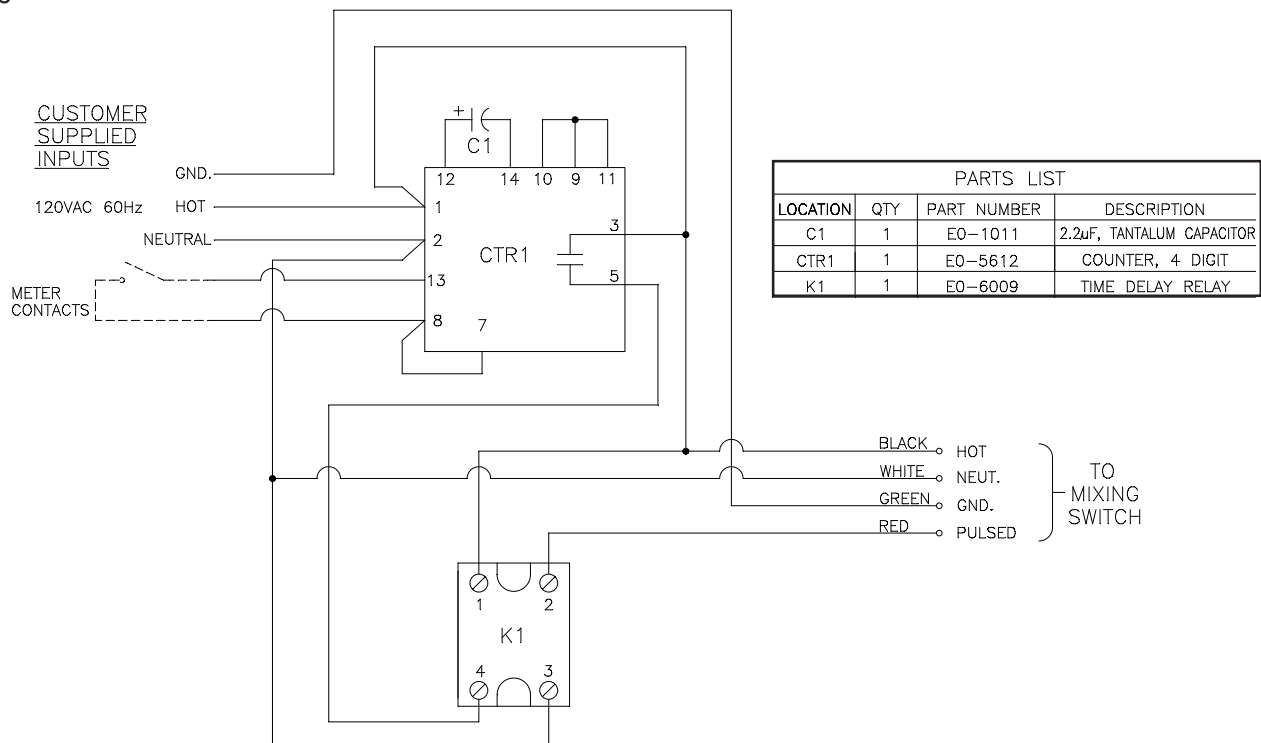 CUSTOMER
SUPPLIED
INPUTS
GND.
120VAC 60Hz HOT
NEUTRAL
METER
CONTACTS
+
C1
12 14 10 9 11
1
2
13
8
7
3
5
CTR1
PARTS LIST
LOCATION QTY PART NUMBER DESCRIPTION
C1 1 E0-1011 2.2µF, TANTALUM CAPACITOR
CTR1 1 E0-5612 COUNTER, 4 DIGIT
K1 1 E0-6009 TIME DELAY RELAY
BLACK HOT
WHITE NEUT.
GREEN GND.
RED PULSED
TO
MIXING
SWITCH
1 2
K1
4 3